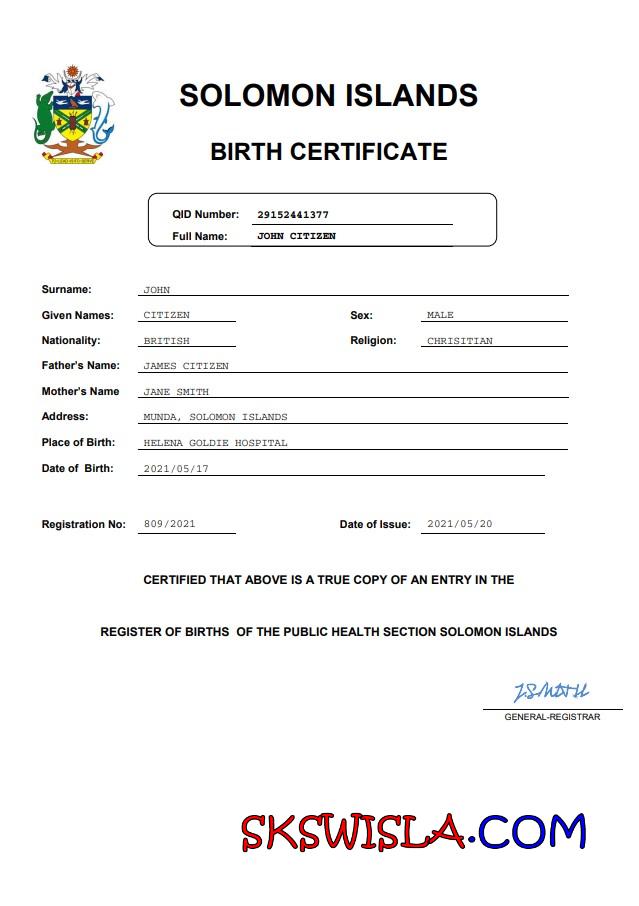 SOLOMON ISLANDS
BIRTH CERTIFICATE
QID Number: 29152441377
Full Name: JOHN CITIZEN
Surname: JOHN
Given Names: CITIZEN Sex: MALE
Nationality: BRITISH Religion: CHRISITIAN
Father's Name: JAMES CITIZEN
Mother's Name JANE SMITH
Address: MUNDA, SOLOMON ISLANDS
Place of Birth: HELENA GOLDIE HOSPITAL
Date of Birth: 2021/05/17
Registration No: 809/2021 Date of Issue: 2021/05/20
CERTIFIED THAT ABOVE IS A TRUE COPY OF AN ENTRY IN THE
REGISTER OF BIRTHS OF THE PUBLIC HEALTH SECTION SOLOMON ISLANDS
J.SMITH
GENERAL-REGISTRAR
SKSWISLA.COM